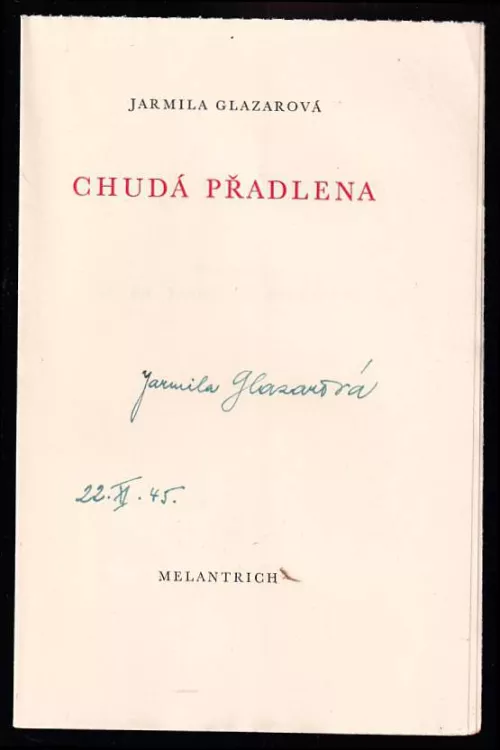 JARMILA GLAZAROVÁ
CHUDÁ PŘADLENA
Jarmila Glazarová
22. XI. 45.
MELANTRICH